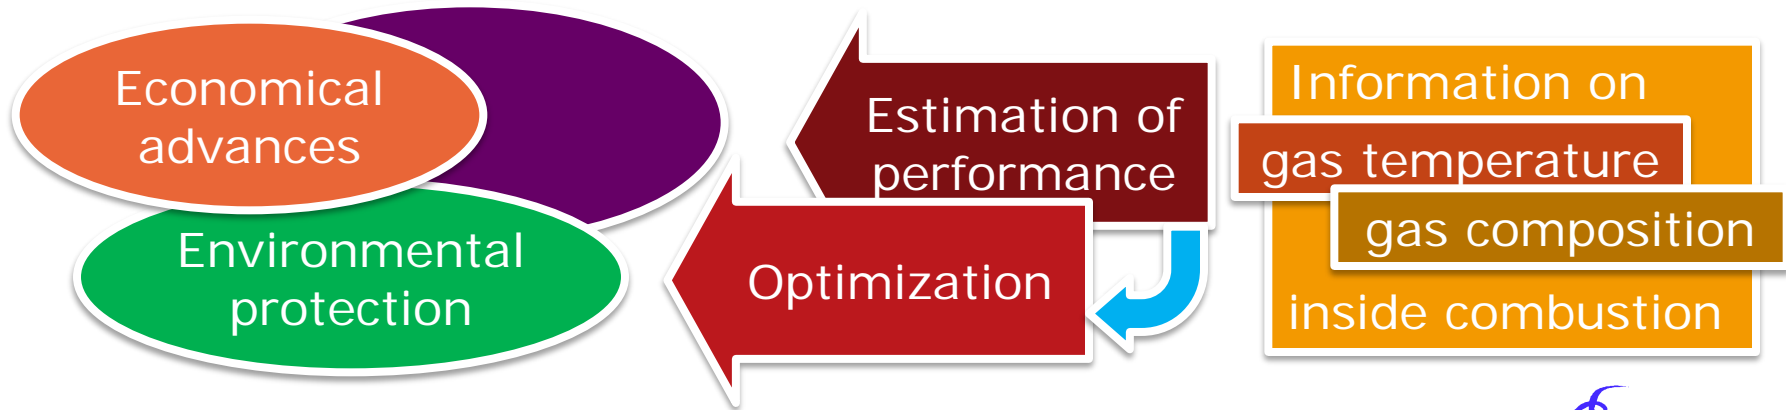 Economical
advances
Environmental
protection
Estimation of
performance
Optimization
Information on
gas temperature
gas composition
inside combustion